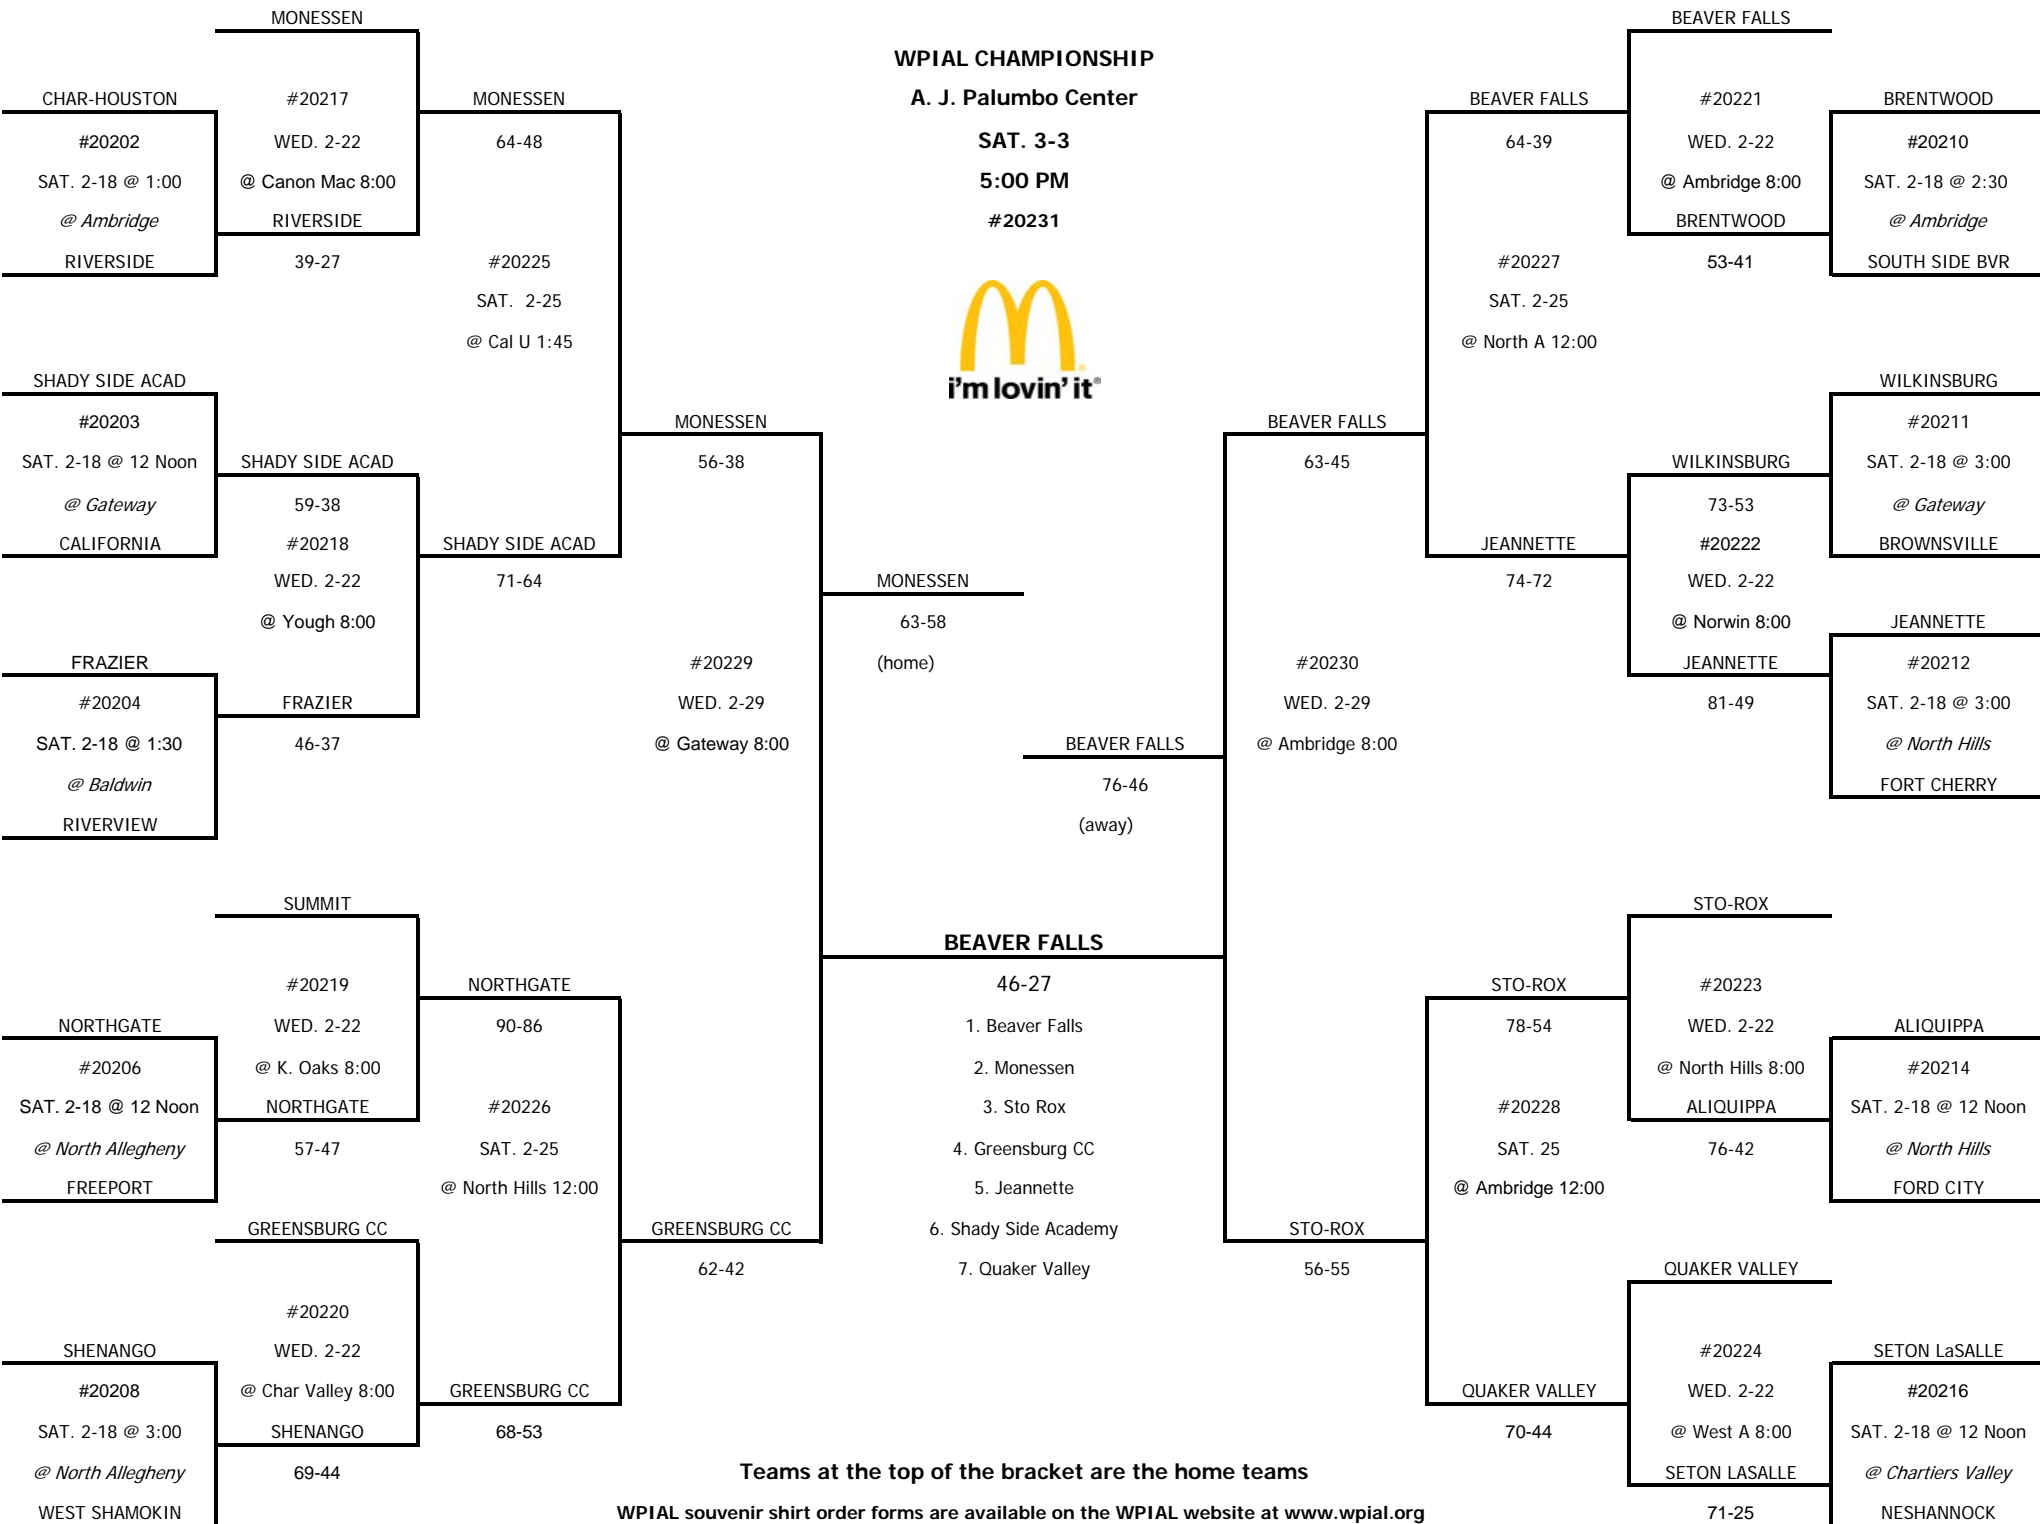 MONESSEN
CHAR-HOUSTON
#20202
SAT. 2-18 @ 1:00
@ Ambridge
RIVERSIDE
#20217
WED. 2-22
@ Canon Mac 8:00
RIVERSIDE
39-27
MONESSEN
64-48
#20225
SAT. 2-25
@ Cal U 1:45
SHADY SIDE ACAD
#20203
SAT. 2-18 @ 12 Noon
@ Gateway
CALIFORNIA
SHADY SIDE ACAD
59-38
#20218
WED. 2-22
@ Yough 8:00
SHADY SIDE ACAD
71-64
FRAZIER
#20204
SAT. 2-18 @ 1:30
@ Baldwin
RIVERVIEW
FRAZIER
46-37
MONESSEN
56-38
#20229
WED. 2-29
@ Gateway 8:00
SUMMIT
#20219
WED. 2-22
@ K. Oaks 8:00
NORTHGATE
57-47
NORTHGATE
#20206
SAT. 2-18 @ 12 Noon
@ North Allegheny
FREEPORT
NORTHGATE
90-86
#20226
SAT. 2-25
@ North Hills 12:00
GREENSBURG CC
#20220
WED. 2-22
@ Char Valley 8:00
SHENANGO
69-44
SHENANGO
#20208
SAT. 2-18 @ 3:00
@ North Allegheny
WEST SHAMOKIN
GREENSBURG CC
68-53
GREENSBURG CC
62-42
WPIAL CHAMPIONSHIP
A. J. Palumbo Center
SAT. 3-3
5:00 PM
#20231
i'm lovin' it®
MONESSEN
63-58
(home)
BEAVER FALLS
76-46
(away)
BEAVER FALLS
46-27
1. Beaver Falls
2. Monessen
3. Sto Rox
4. Greensburg CC
5. Jeannette
6. Shady Side Academy
7. Quaker Valley
BEAVER FALLS
63-45
#20230
WED. 2-29
@ Ambridge 8:00
STO-ROX
56-55
BEAVER FALLS
64-39
#20227
SAT. 2-25
@ North A 12:00
JEANNETTE
74-72
STO-ROX
78-54
#20228
SAT. 25
@ Ambridge 12:00
QUAKER VALLEY
70-44
BEAVER FALLS
#20221
WED. 2-22
@ Ambridge 8:00
BRENTWOOD
53-41
BRENTWOOD
#20210
SAT. 2-18 @ 2:30
@ Ambridge
SOUTH SIDE BVR
WILKINSBURG
73-53
#20222
WED. 2-22
@ Norwin 8:00
JEANNETTE
81-49
WILKINSBURG
#20211
SAT. 2-18 @ 3:00
@ Gateway
BROWNSVILLE
JEANNETTE
#20212
SAT. 2-18 @ 3:00
@ North Hills
FORT CHERRY
STO-ROX
#20223
WED. 2-22
@ North Hills 8:00
ALIQUIPPA
76-42
ALIQUIPPA
#20214
SAT. 2-18 @ 12 Noon
@ North Hills
FORD CITY
QUAKER VALLEY
#20224
WED. 2-22
@ West A 8:00
SETON LASALLE
71-25
SETON LaSALLE
#20216
SAT. 2-18 @ 12 Noon
@ Chartiers Valley
NESHANNOCK
Teams at the top of the bracket are the home teams
WPIAL souvenir shirt order forms are available on the WPIAL website at www.wpial.org